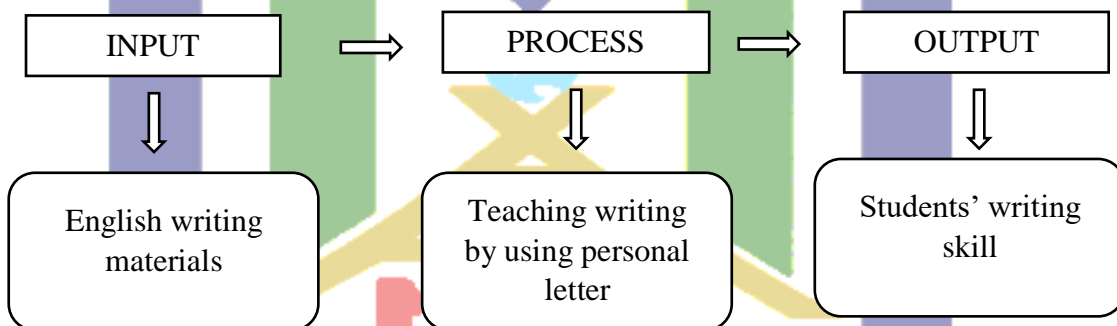 INPUT
PROCESS
OUTPUT
English writing
materials
Teaching writing
by using personal
letter
Students’ writing
skill